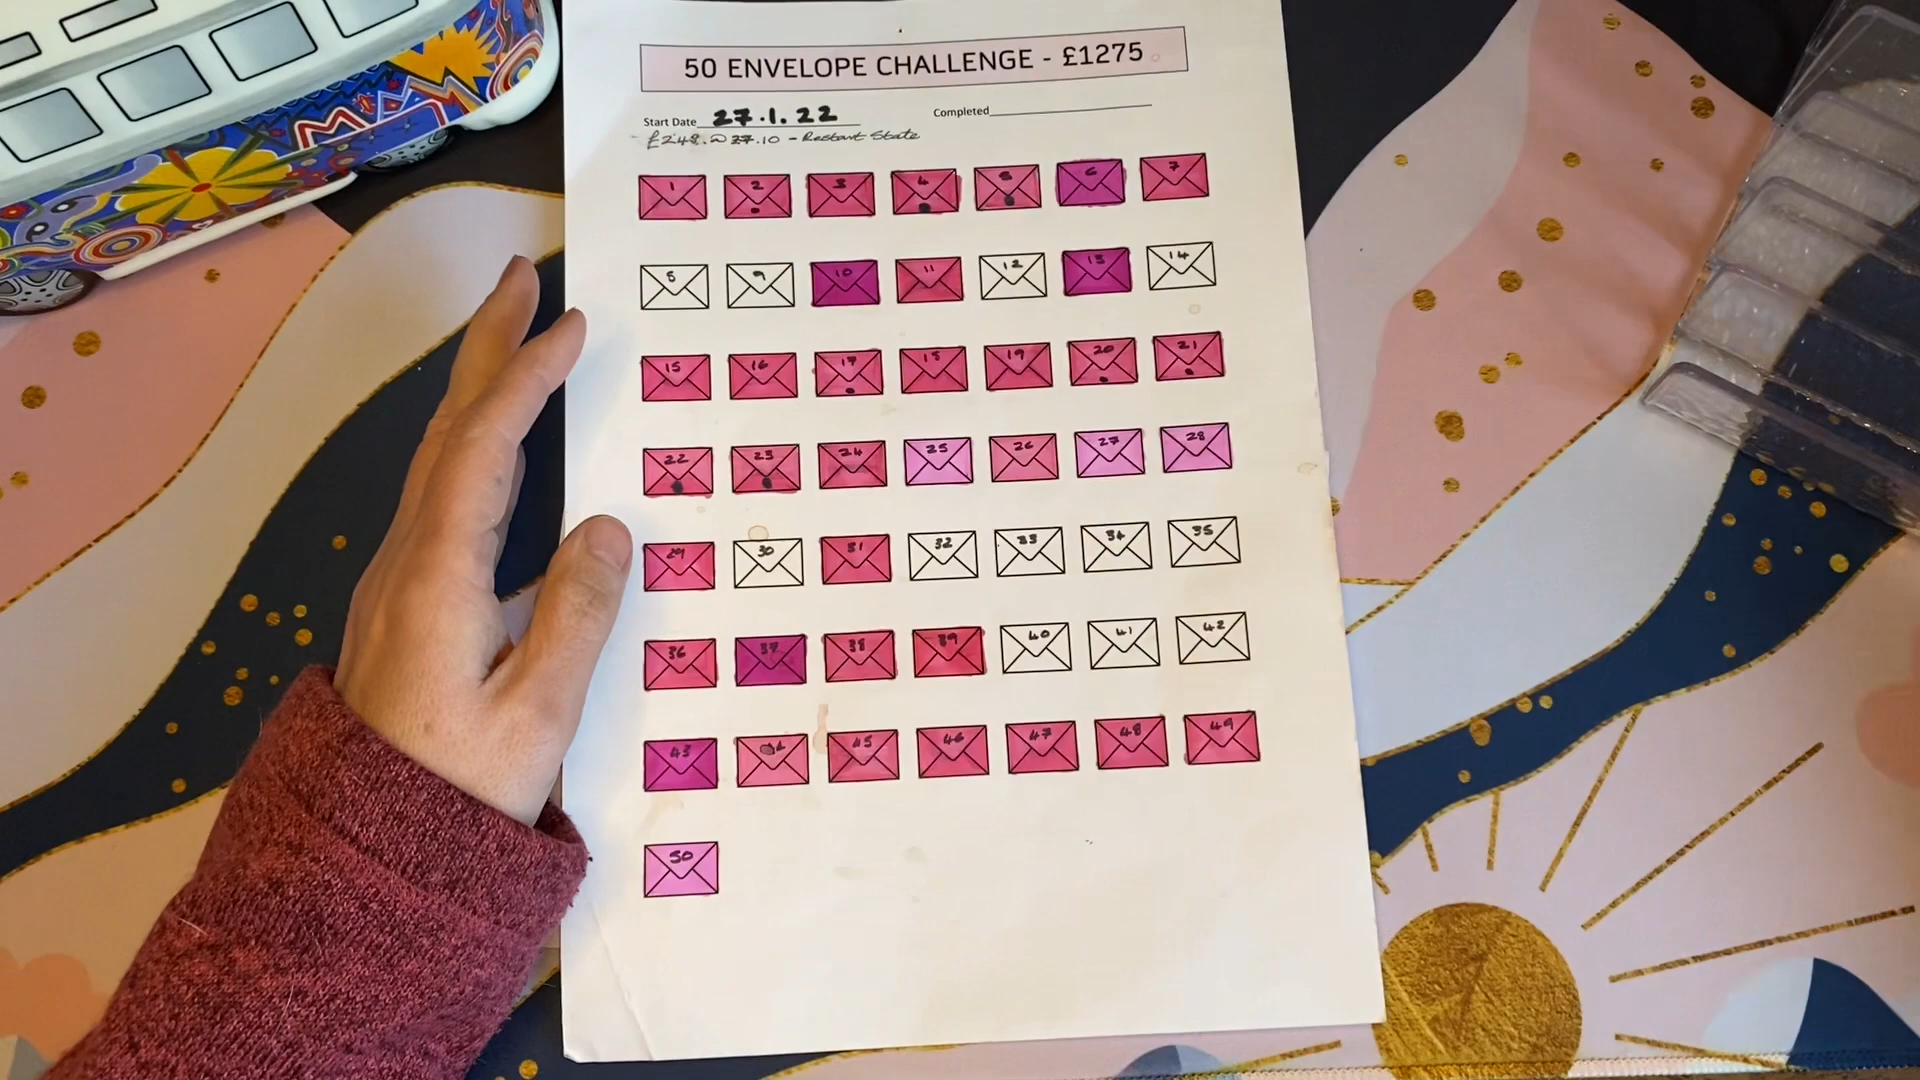 50 ENVELOPE CHALLENGE - £1275
Start Date 27.1.22 Completed
£248 @ 27.10 - Restart State
1 2 3 4 5 6 7
8 9 10 11 12 13 14
15 16 17 18 19 20 21
22 23 24 25 26 27 28
29 30 31 32 33 34 35
36 37 38 39 40 41 42
43 45 46 47 48 49
50